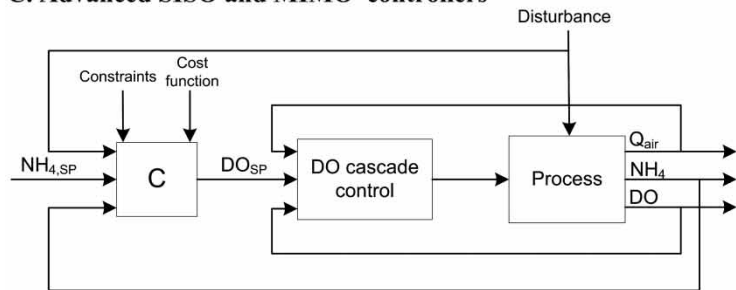 C. Advanced SISO and MIMO controllers
Disturbance
Constraints
Cost
function
NH4,SP
C
DOSP
DO cascade
control
Process
Qair
NH4
DO